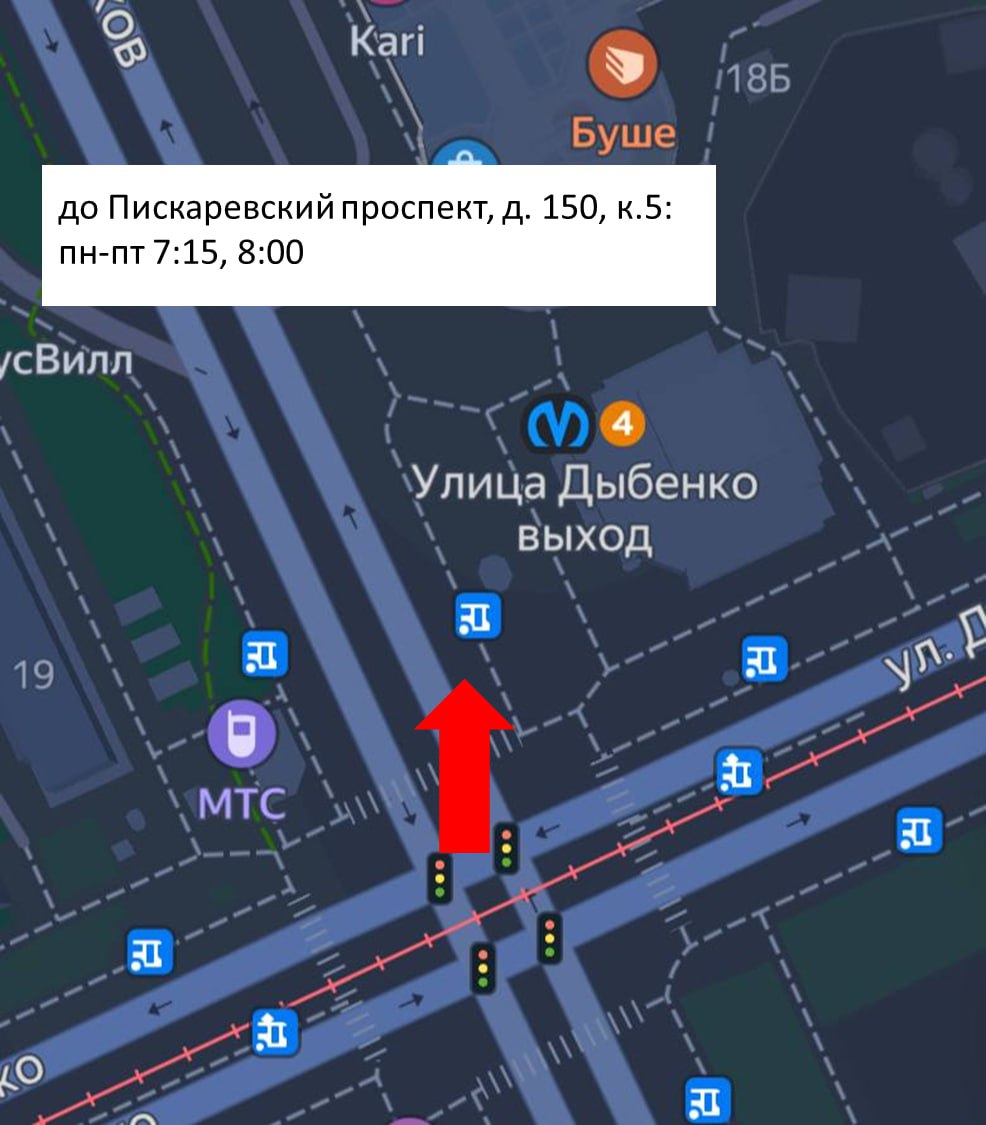 ков
Kari
Буше
18Б
до Пискаревский проспект, д. 150, к.5:
пн-пт 7:15, 8:00
усВилл
4
Улица Дыбенко
выход
19
ул. Д
МТС
ко